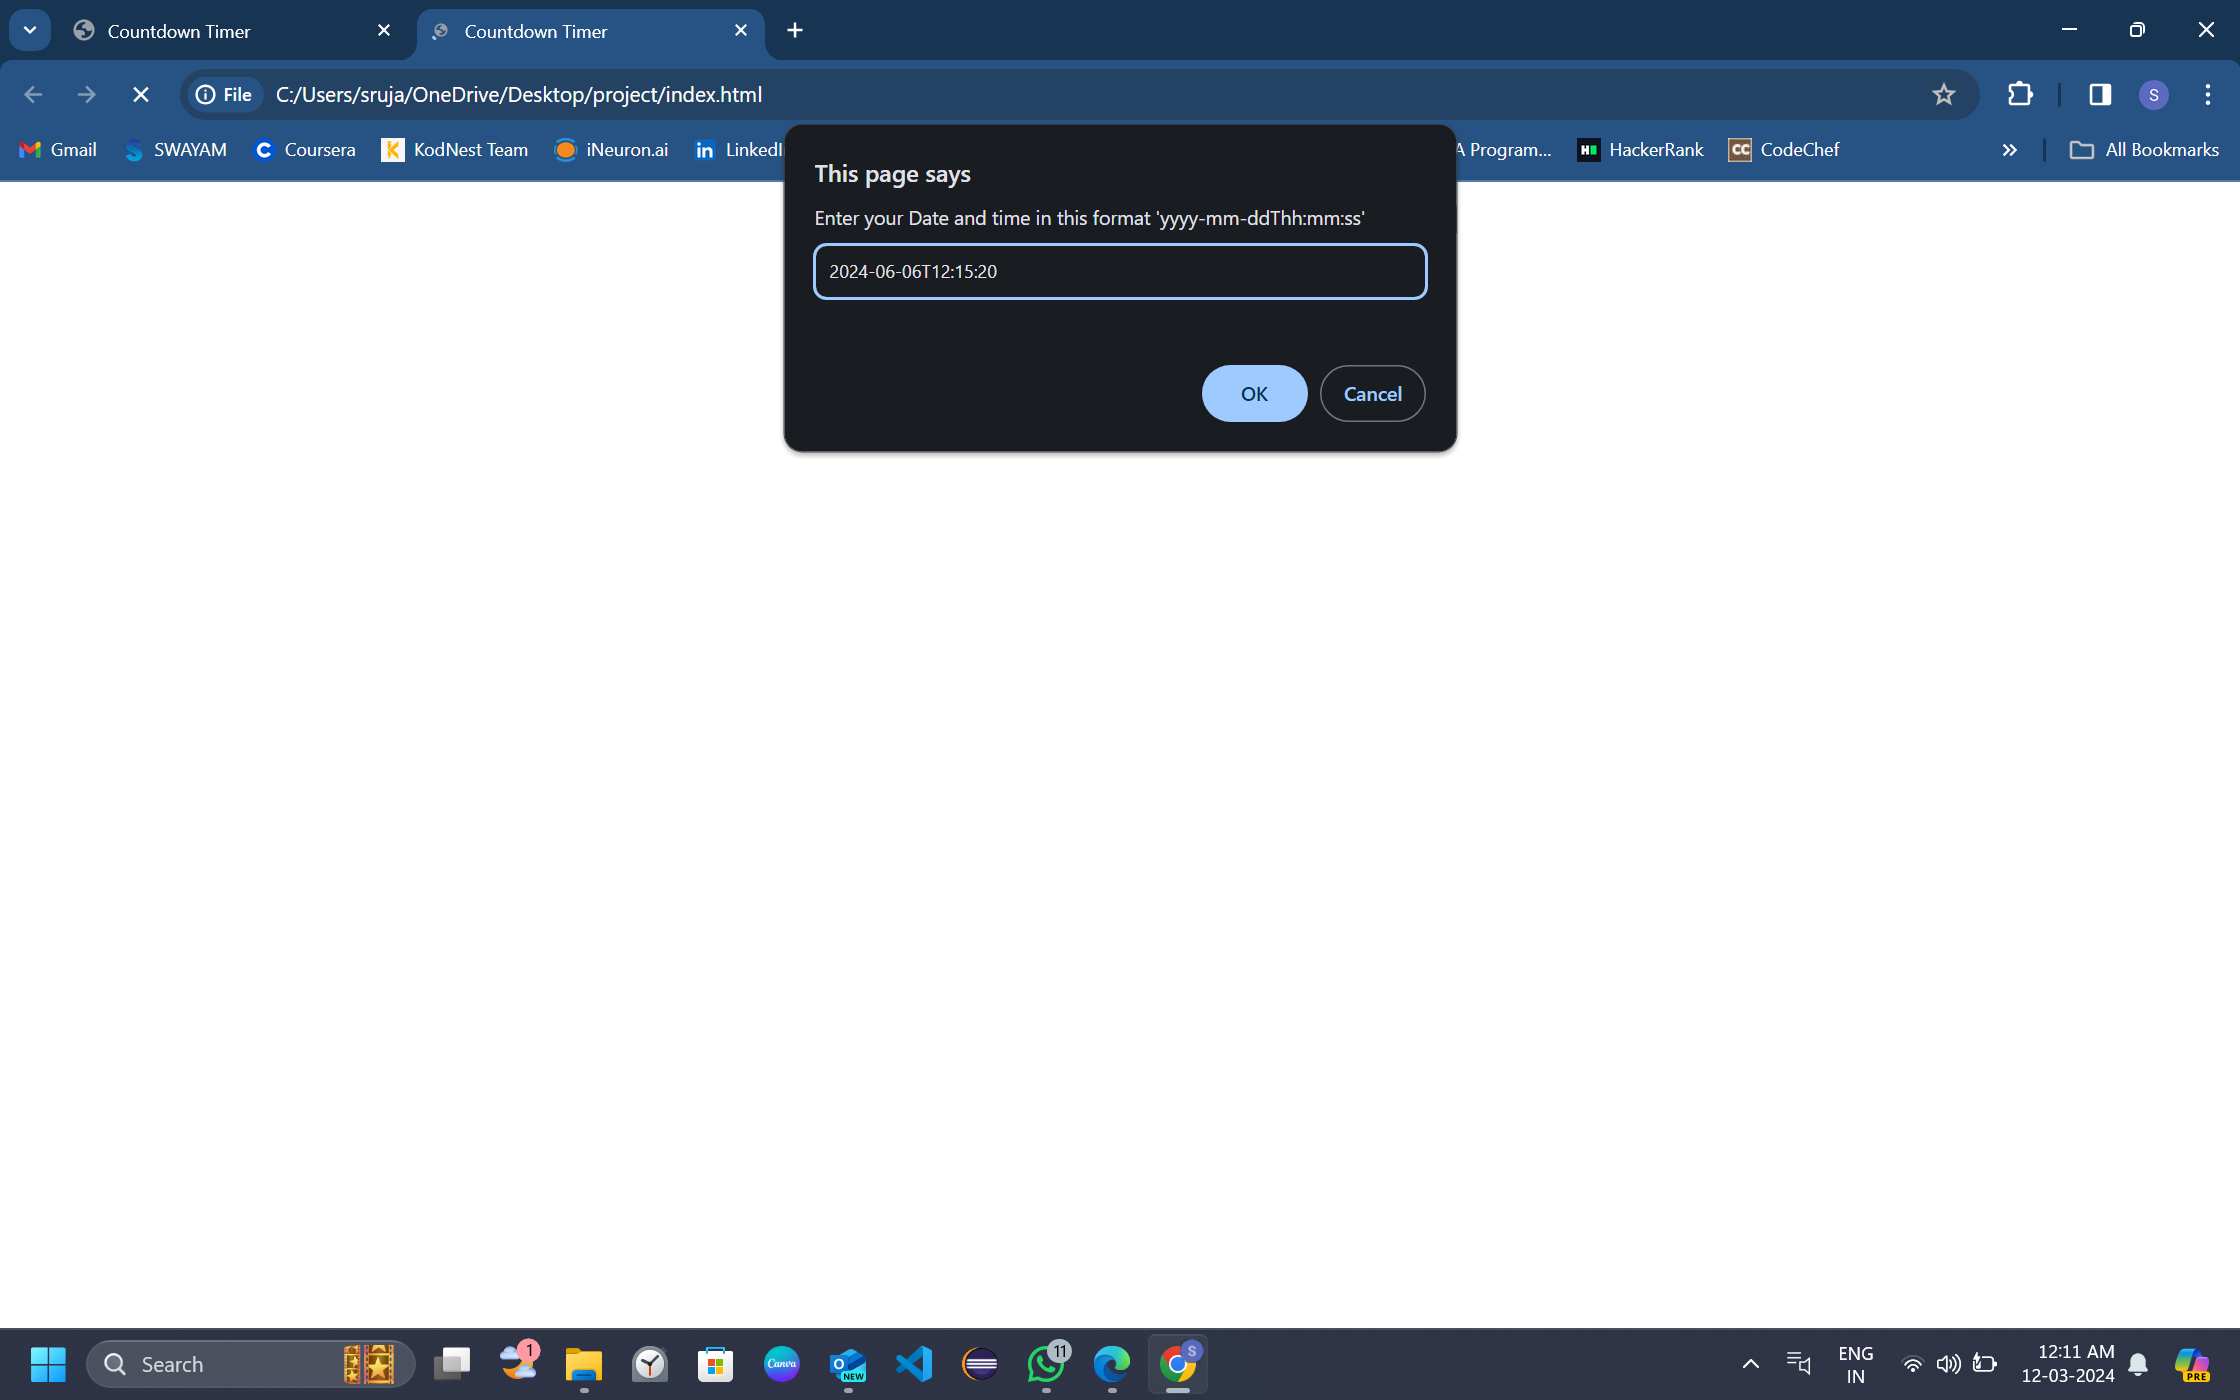 Countdown Timer
Countdown Timer
File C:/Users/sruja/OneDrive/Desktop/project/index.html
S
Gmail SWAYAM Coursera KodNest Team iNeuron.ai LinkedI A Program... HackerRank CodeChef All Bookmarks
This page says
Enter your Date and time in this format 'yyyy-mm-ddThh:mm:ss'
2024-06-06T12:15:20
OK Cancel
Search
1
Canva
NEW
11
S
ENG
IN
12:11 AM
12-03-2024
PRE